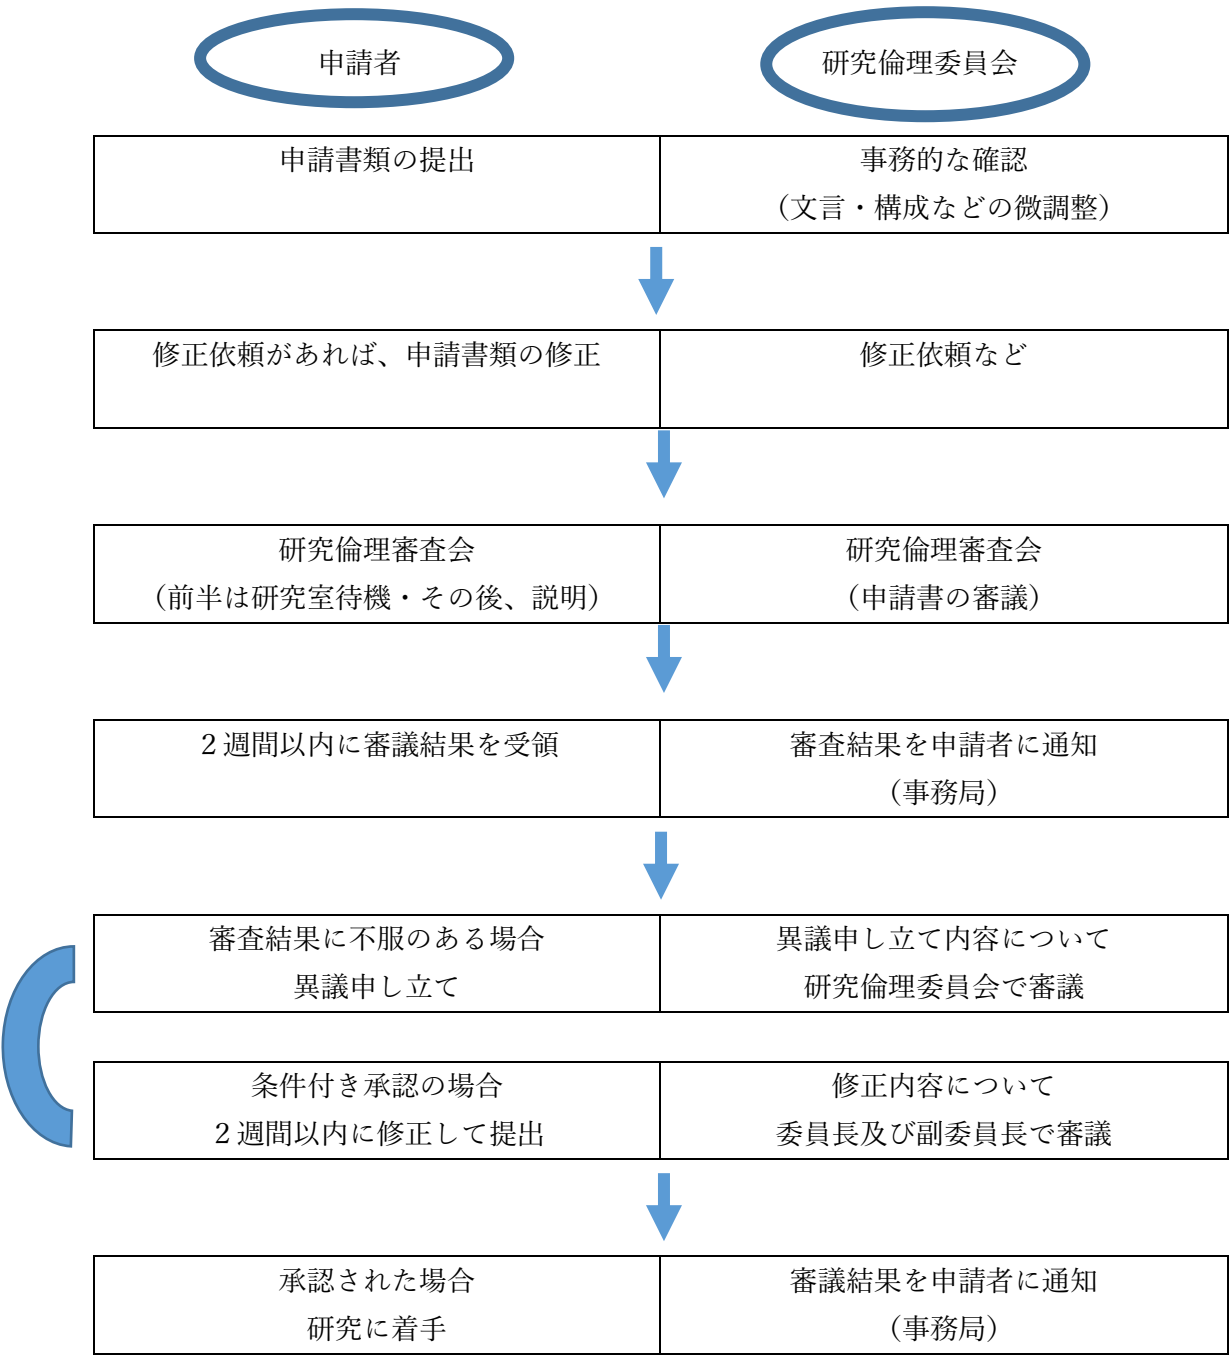 申請者
研究倫理委員会
申請書類の提出
事務的な確認
（文言・構成などの微調整）
修正依頼があれば、申請書類の修正
修正依頼など
研究倫理審査会
（前半は研究室待機・その後、説明）
研究倫理審査会
（申請書の審議）
２週間以内に審議結果を受領
審査結果を申請者に通知
（事務局）
審査結果に不服のある場合
異議申し立て
異議申し立て内容について
研究倫理委員会で審議
条件付き承認の場合
２週間以内に修正して提出
修正内容について
委員長及び副委員長で審議
承認された場合
研究に着手
審議結果を申請者に通知
（事務局）